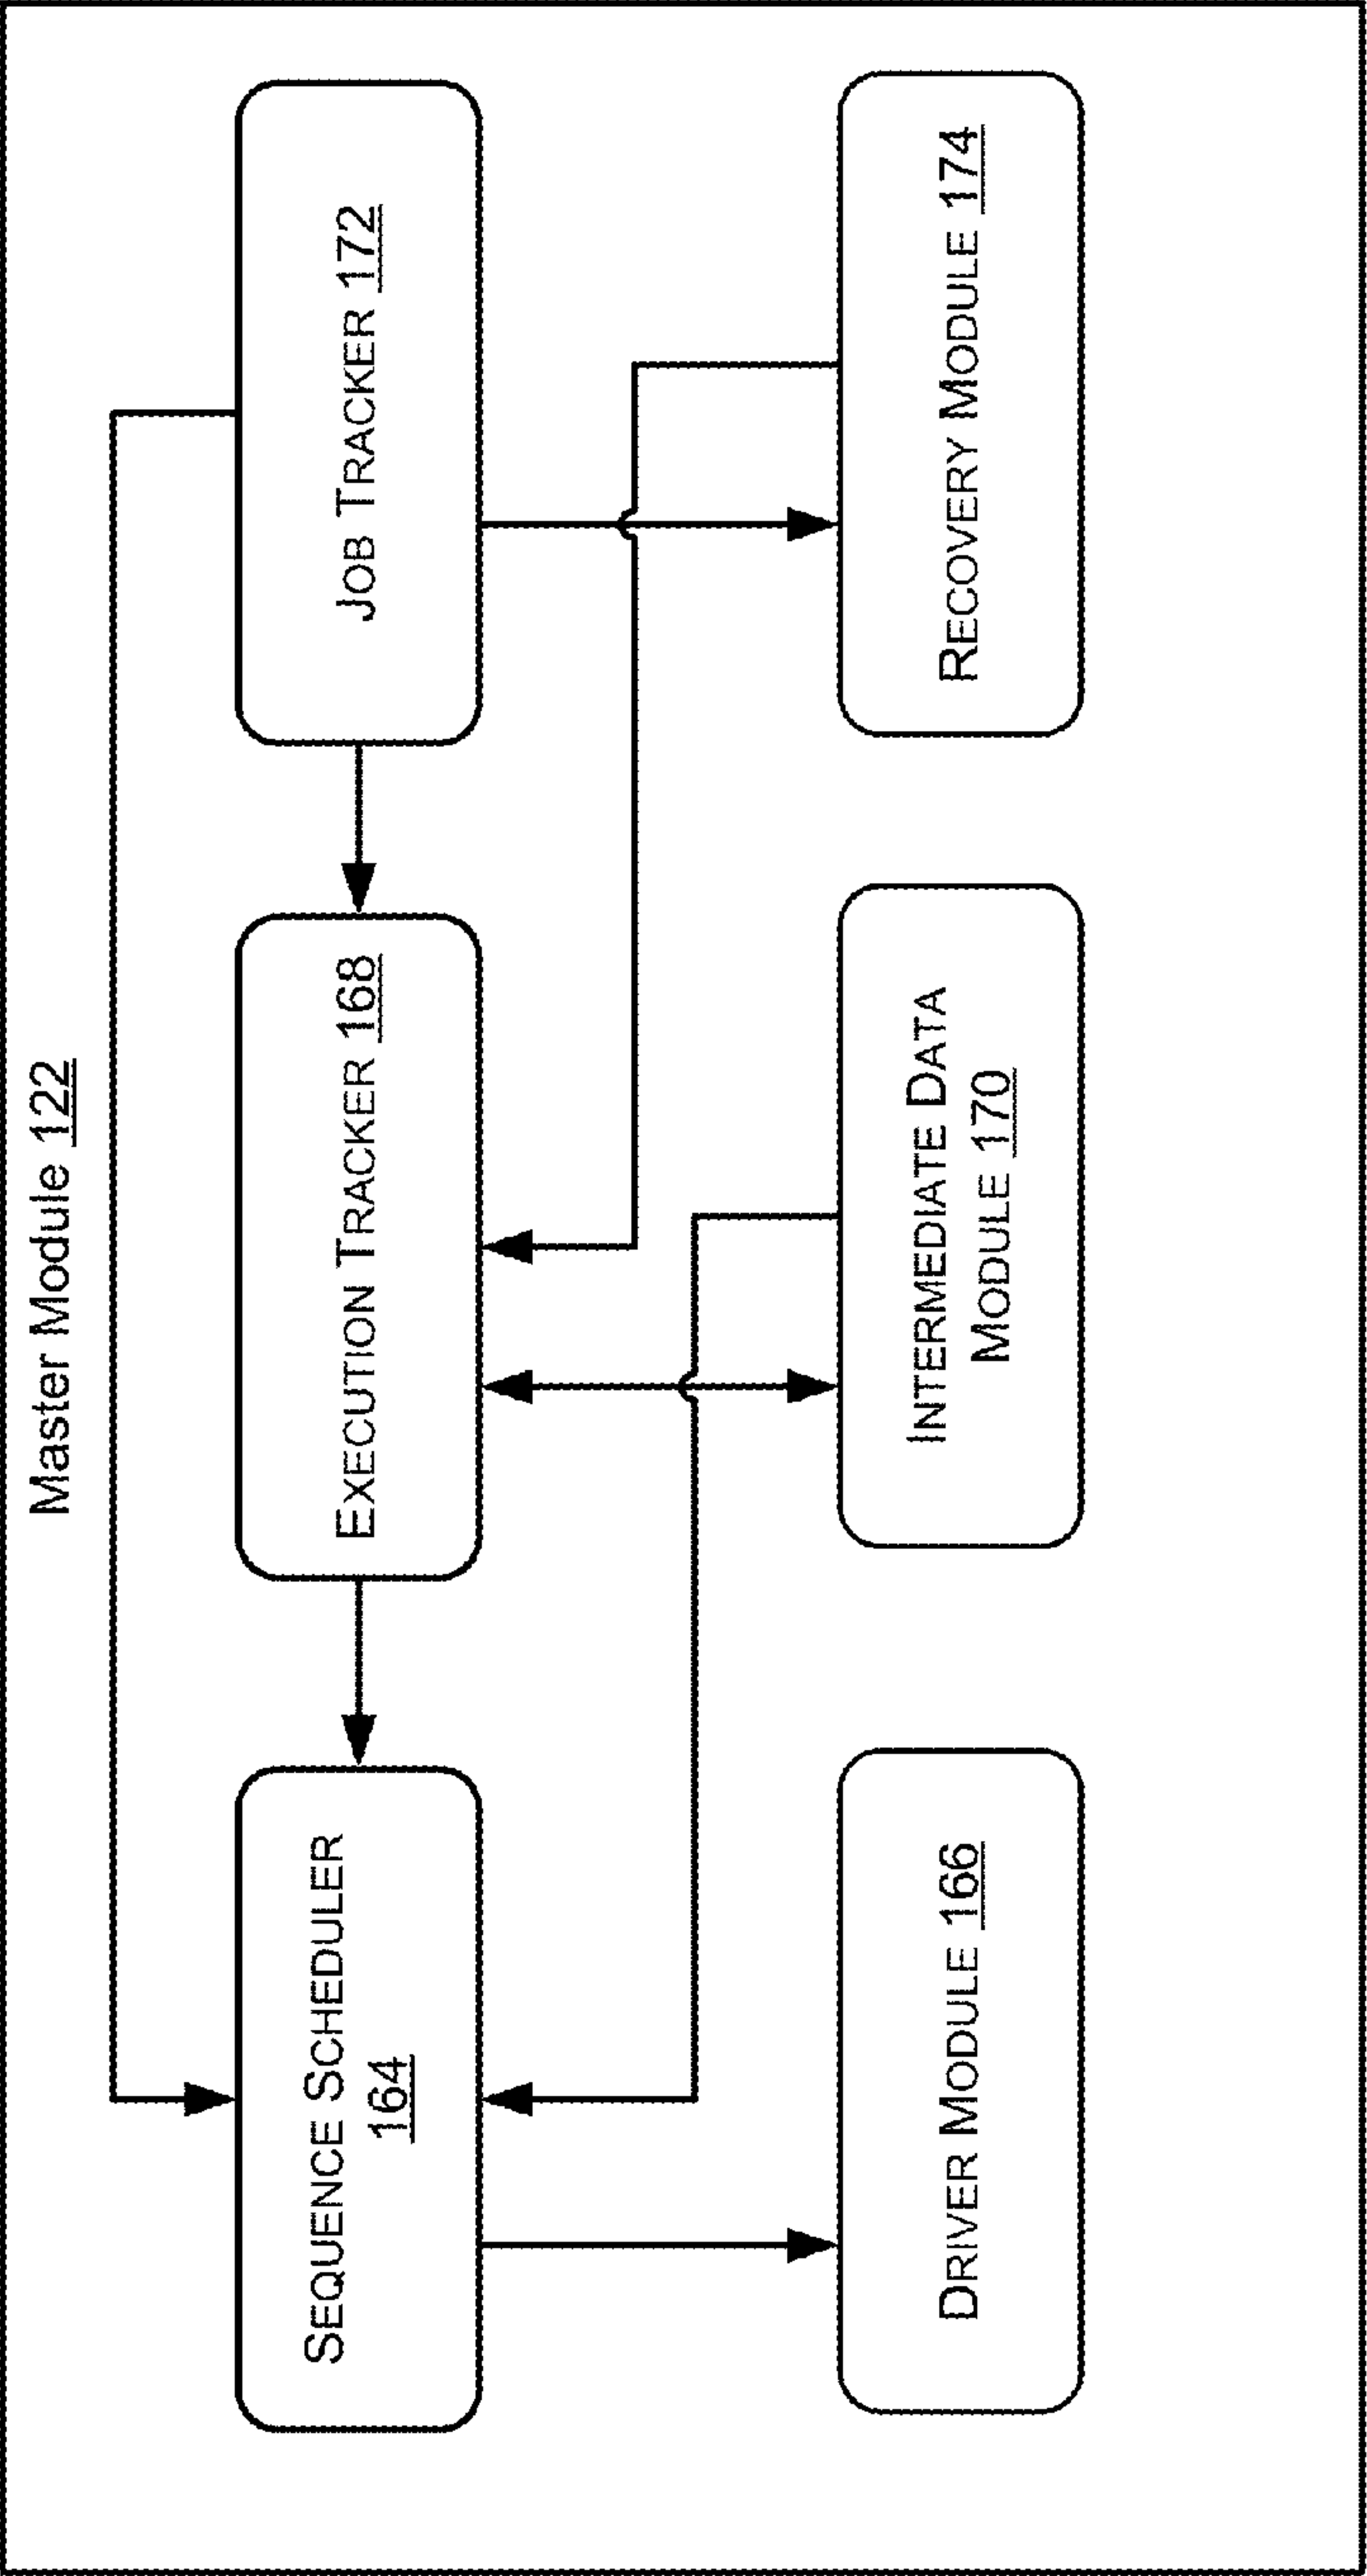 Master Module 122
SEQUENCE SCHEDULER
164
EXECUTION TRACKER 168
JOB TRACKER 172
DRIVER MODULE 166
INTERMEDIATE DATA
MODULE 170
RECOVERY MODULE 174